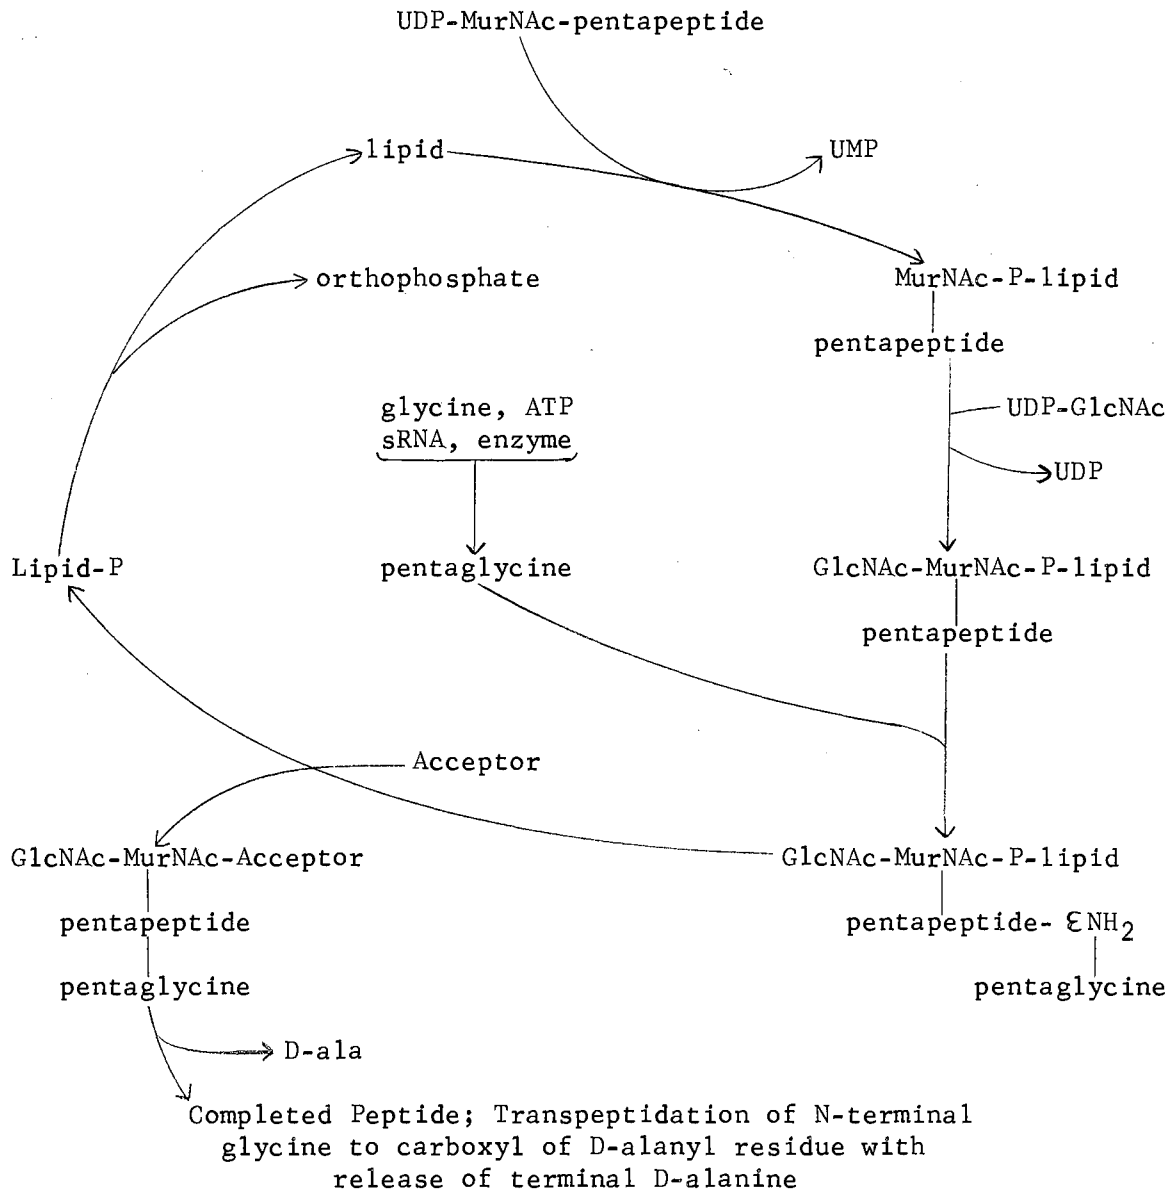 UDP-MurNAc-pentapeptide
lipid
UMP
orthophosphate
MurNAc-P-lipid
pentapeptide
glycine, ATP
sRNA, enzyme
UDP-GlcNAc
UDP
Lipid-P
pentaglycine
GlcNAc-MurNAc-P-lipid
pentapeptide
Acceptor
GlcNAc-MurNAc-Acceptor
pentapeptide
pentaglycine
GlcNAc-MurNAc-P-lipid
pentapeptide- ƐNH₂
pentaglycine
D-ala
Completed Peptide; Transpeptidation of N-terminal
glycine to carboxyl of D-alanyl residue with
release of terminal D-alanine